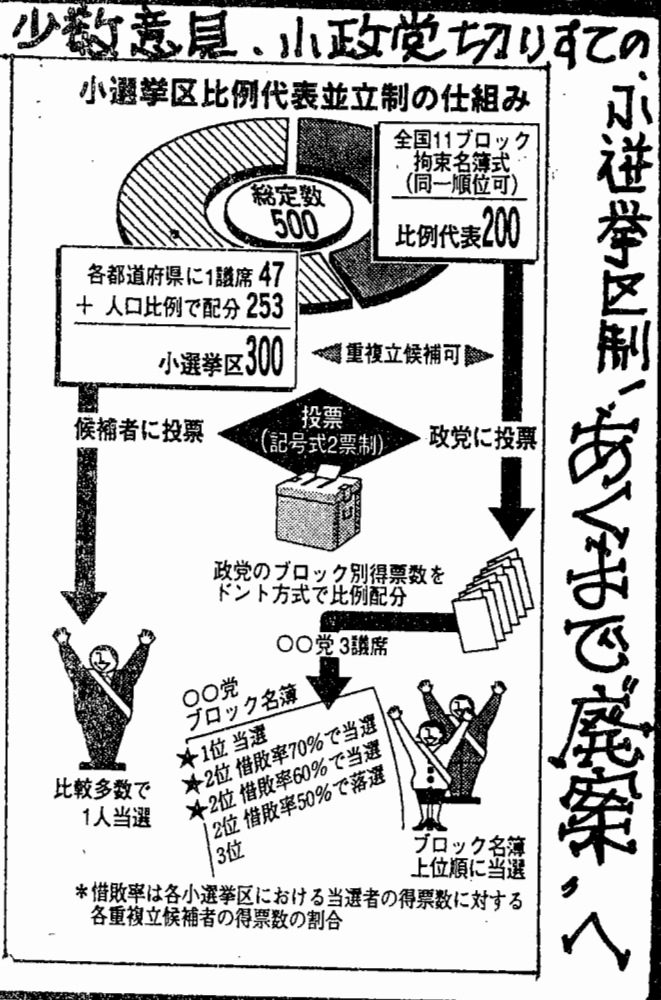 少数意見、小政党切りすての
小選挙区制、あくまで“廃案”へ
小選挙区比例代表並立制の仕組み
総定数
500
全国11ブロック
拘束名簿式
(同一順位可)
比例代表200
各都道府県に1議席 47
+ 人口比例で配分 253
小選挙区300
重複立候補可
候補者に投票
投票
(記号式2票制)
政党に投票
政党のブロック別得票数を
ドント方式で比例配分
〇〇党 3議席
〇〇党
ブロック名簿
★1位 当選
★2位 惜敗率70%で当選
★2位 惜敗率60%で当選
2位 惜敗率50%で落選
3位
比較多数で
1人当選
ブロック名簿
上位順に当選
*惜敗率は各小選挙区における当選者の得票数に対する
各重複立候補者の得票数の割合